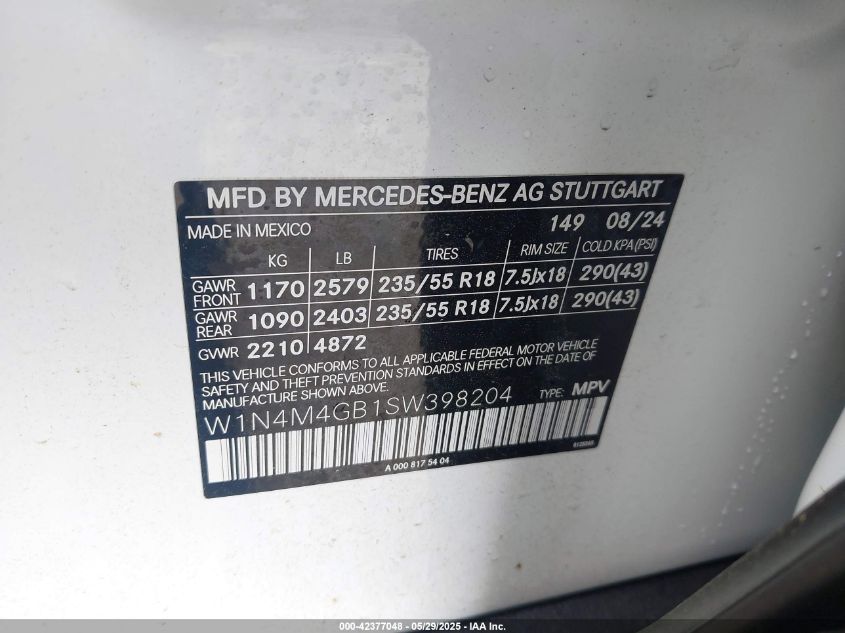 MFD BY MERCEDES-BENZ AG STUTTGART
MADE IN MEXICO 149 08/24
KG LB TIRES RIM SIZE COLD KPA(PSI)
GAWR FRONT 1170 2579 235/55 R18 7.5Jx18 290(43)
GAWR REAR 1090 2403 235/55 R18 7.5Jx18 290(43)
GVWR 2210 4872
THIS VEHICLE CONFORMS TO ALL APPLICABLE FEDERAL MOTOR VEHICLE
SAFETY AND THEFT PREVENTION STANDARDS IN EFFECT ON THE DATE OF
MANUFACTURE SHOWN ABOVE.
W1N4M4GB1SW398204 TYPE: MPV
A 000 817 54 04
000-42377048 - 05/29/2025 - IAA Inc.